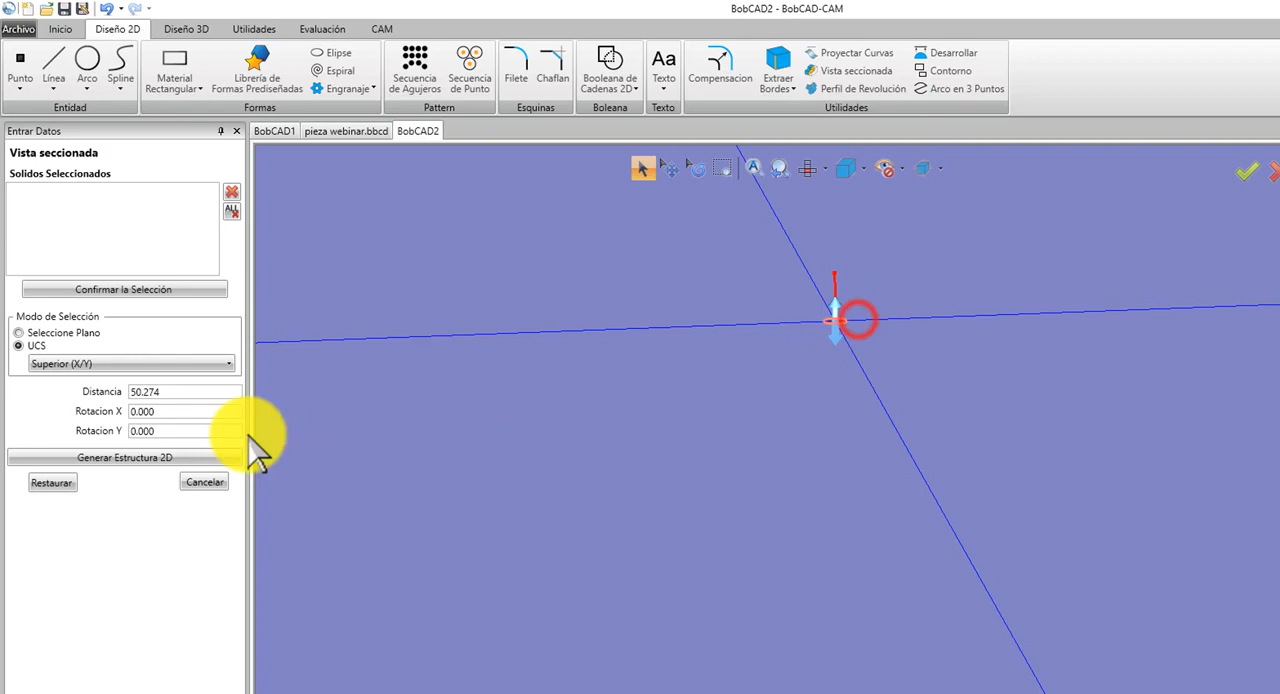 BobCAD2 - BobCAD-CAM
Archivo Inicio Diseño 2D Diseño 3D Utilidades Evaluación CAM
Punto Línea Arco Spline
Entidad
Material Rectangular
Librería de Formas Prediseñadas
Elipse
Espiral
Engranaje
Formas
Secuencia de Agujeros
Secuencia de Punto
Pattern
Filete Chaflan
Esquinas
Booleana de Cadenas 2D
Boleana
Aa
Texto
Texto
Compensacion
Extraer Bordes
Proyectar Curvas
Vista seccionada
Perfil de Revolución
Desarrollar
Contorno
Arco en 3 Puntos
Utilidades
Entrar Datos
BobCAD1 pieza webinar.bbcd BobCAD2
Vista seccionada
Solidos Seleccionados
ALL
Confirmar la Selección
Modo de Selección
Seleccione Plano
UCS
Superior (X/Y)
Distancia 50.274
Rotacion X 0.000
Rotacion Y 0.000
Generar Estructura 2D
Restaurar Cancelar
A